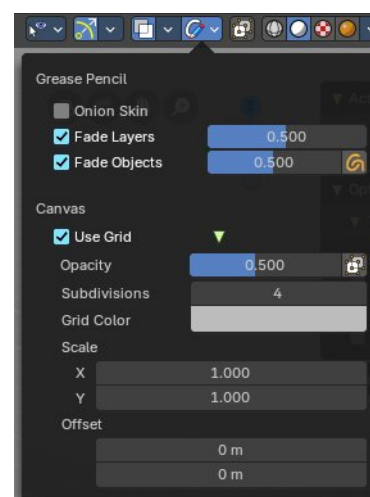 Grease Pencil
Onion Skin
Fade Layers 0.500
Fade Objects 0.500
Canvas
Use Grid
Opacity 0.500
Subdivisions 4
Grid Color
Scale
X 1.000
Y 1.000
Offset
0 m
0 m